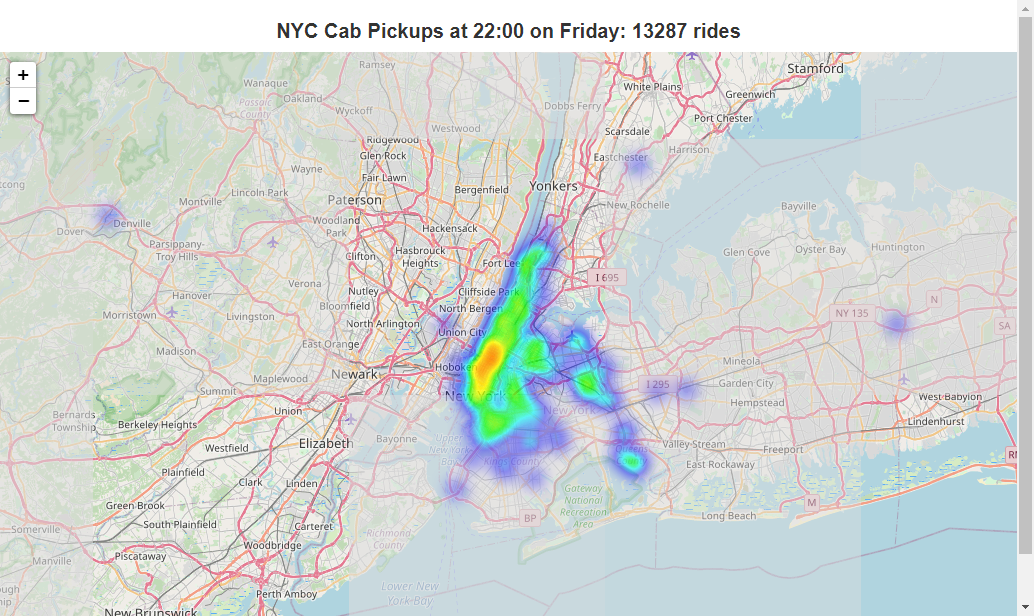 NYC Cab Pickups at 22:00 on Friday: 13287 rides
+
−
Ramsey
Stamford
White Plains
Wanaque
Greenwich
Oakland
Passaic
County
Wyckoff
Dobbs Ferry
Port Chester
Westwood
Scarsdale
Ridgewood
Glen Rock
Harrison
Eastchester
Wayne
Fair Lawn
Yonkers
Bergenfield
Lincoln Park
Paterson
Montville
New Rochelle
Bayville
Denville
Woodland
Park
Hackensack
Dover
Parsippany-
Troy Hills
Clifton
Hasbrouck
Heights
Fort Lee
Glen Cove
Oyster Bay
Huntington
I 695
Verona
Nutley
Cliffside Park
Hanover
Bloomfield
North Bergen
N
Morristown
Livingston
North Arlington
NY 135
SA
East Orange
Union City
Madison
Mineola
Newark
Hoboken
Maplewood
I 295
Garden City
Summit
New York
Hempstead
West Babylon
Union
New York
Bernards
Township
Berkeley Heights
Bayonne
Upper
New York
Bay
Lindenhurst
Elizabeth
Westfield
Queens
Valley Stream
Freeport
Kings County
East Rockaway
Plainfield
Clark
Linden
Gateway
National
Recreation
Area
Green Brook
M
South Plainfield
Carteret
BP
Long Beach
Somerville
Richmond
County
Woodbridge
Piscataway
Manville
Perth Amboy
Lower New
York Bay
New Brunswick